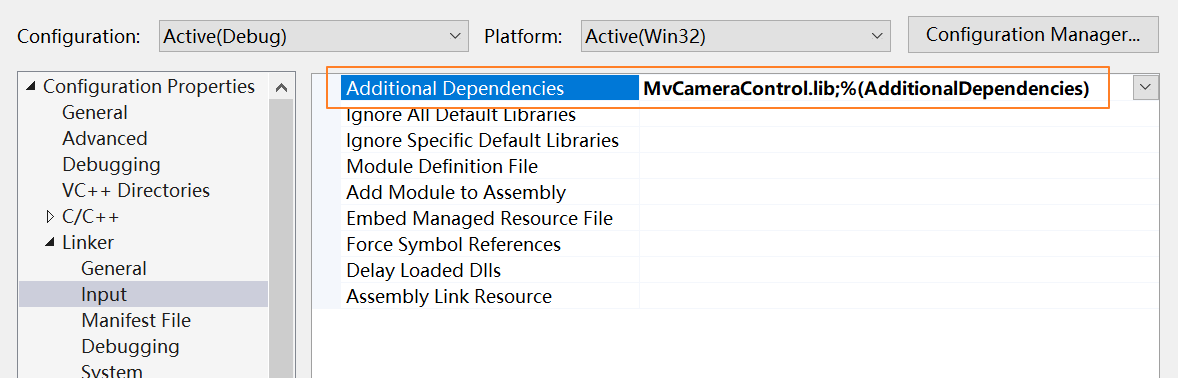 Configuration: Active(Debug) Platform: Active(Win32) Configuration Manager...
Configuration Properties
General
Advanced
Debugging
VC++ Directories
C/C++
Linker
General
Input
Manifest File
Debugging
System
Additional Dependencies MvCameraControl.lib;%(AdditionalDependencies)
Ignore All Default Libraries
Ignore Specific Default Libraries
Module Definition File
Add Module to Assembly
Embed Managed Resource File
Force Symbol References
Delay Loaded Dlls
Assembly Link Resource